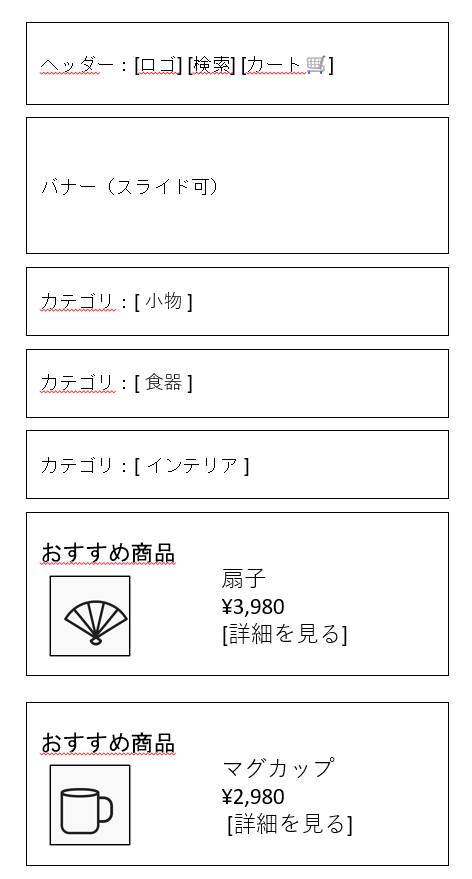 ヘッダー：[ロゴ] [検索] [カート🛒]
バナー（スライド可）
カテゴリ：[ 小物 ]
カテゴリ：[ 食器 ]
カテゴリ：[ インテリア ]
おすすめ商品
扇子
¥3,980
[詳細を見る]
おすすめ商品
マグカップ
¥2,980
[詳細を見る]